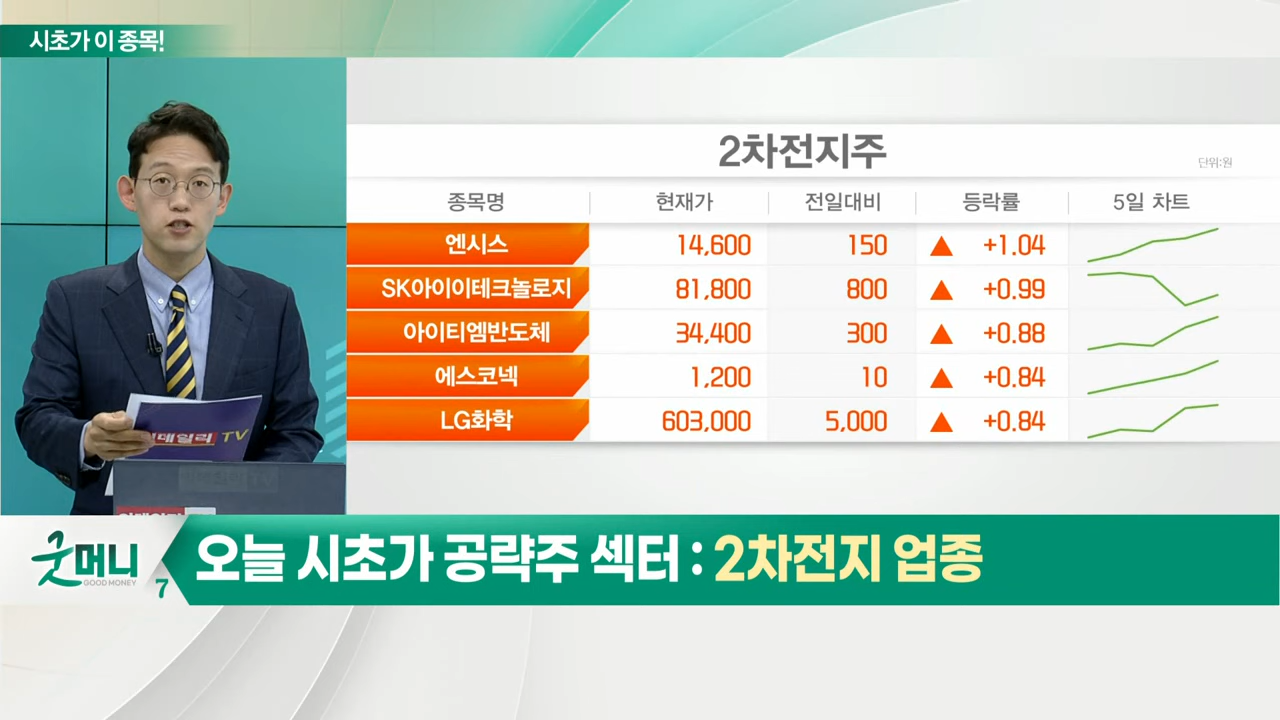 시초가 이 종목!
2차전지주
단위:원
종목명 현재가 전일대비 등락률 5일 차트
엔시스 14,600 150 ▲ +1.04
SK아이이테크놀로지 81,800 800 ▲ +0.99
아이티엠반도체 34,400 300 ▲ +0.88
에스코넥 1,200 10 ▲ +0.84
LG화학 603,000 5,000 ▲ +0.84
이데일리 TV
굿머니
GOOD MONEY
7
오늘 시초가 공략주 섹터 : 2차전지 업종